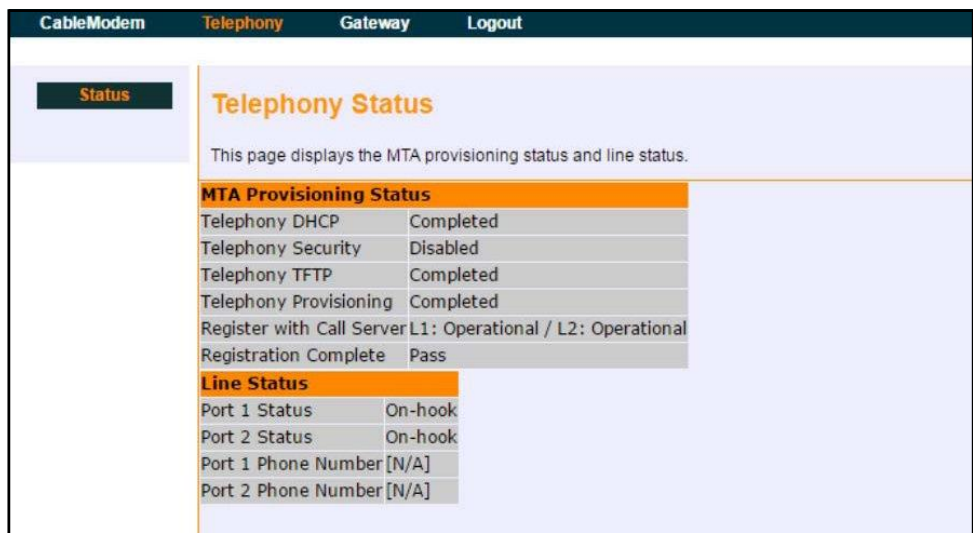 CableModem Telephony Gateway Logout
Status
Telephony Status
This page displays the MTA provisioning status and line status.
MTA Provisioning Status
Telephony DHCP Completed
Telephony Security Disabled
Telephony TFTP Completed
Telephony Provisioning Completed
Register with Call Server L1: Operational / L2: Operational
Registration Complete Pass
Line Status
Port 1 Status On-hook
Port 2 Status On-hook
Port 1 Phone Number [N/A]
Port 2 Phone Number [N/A]